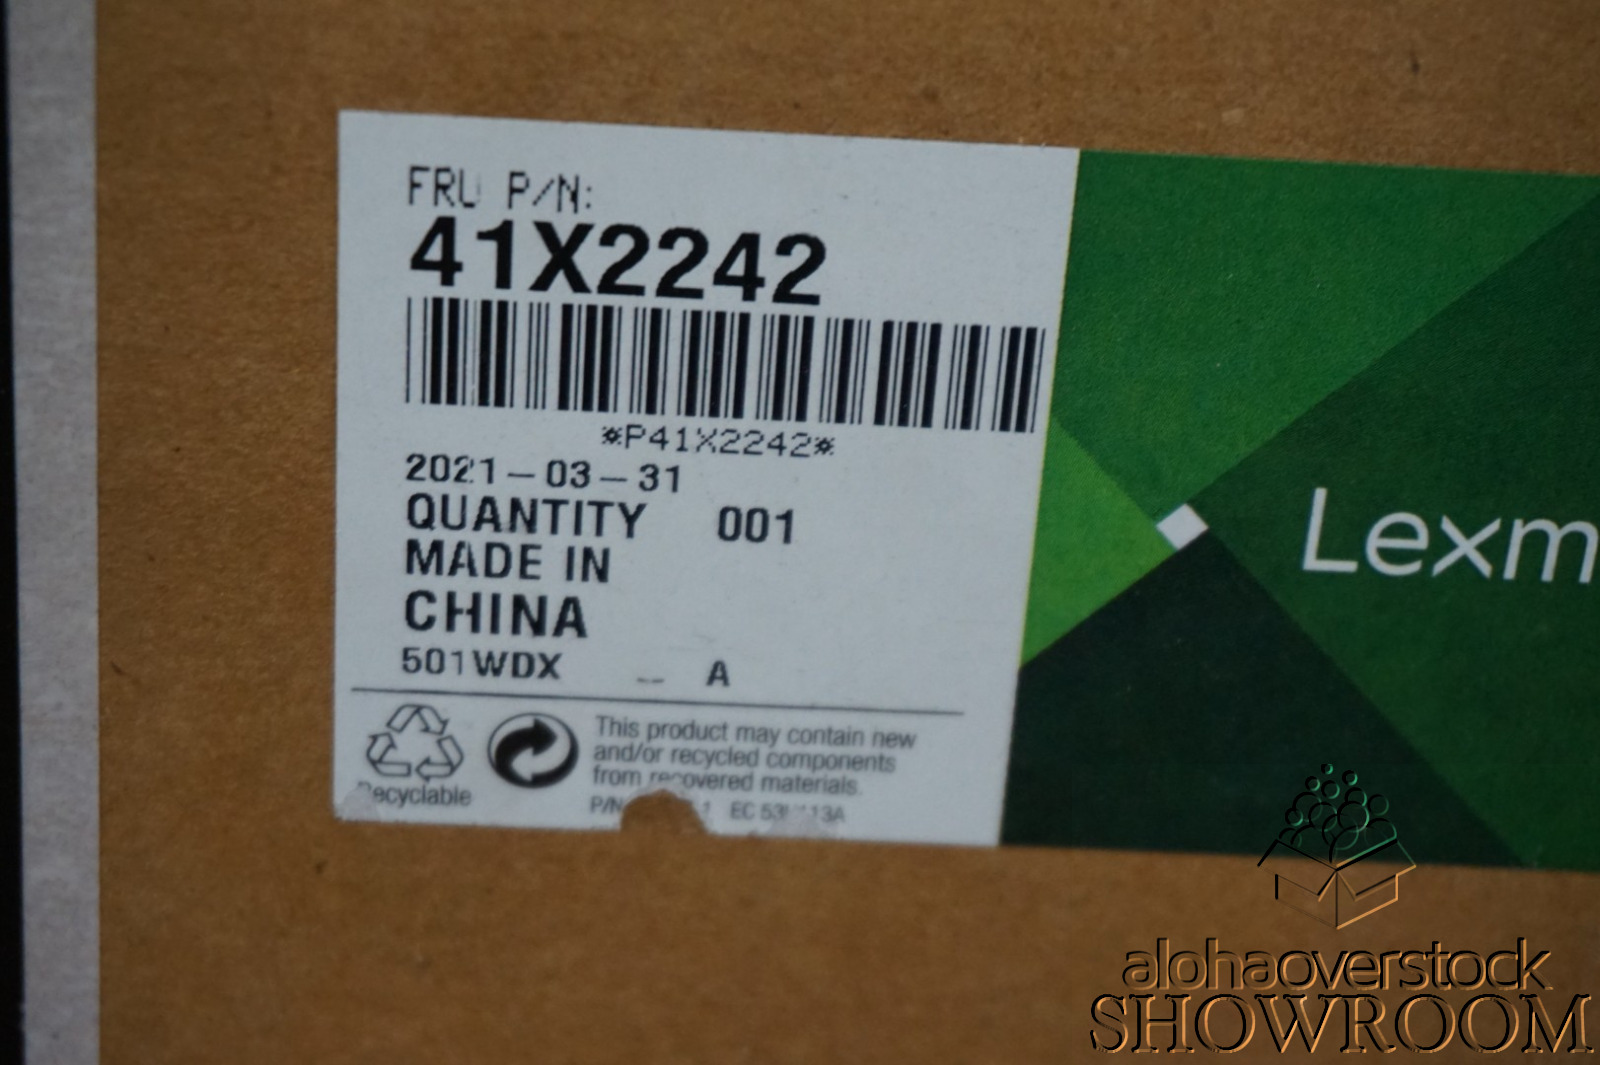 FRU P/N:
41X2242
*P41X2242*
2021-03-31
QUANTITY 001
MADE IN
CHINA
501WDX -- A
Recyclable
This product may contain new
and/or recycled components
from recovered materials.
EC
Lexm
alohaoverstock
SHOWROOM